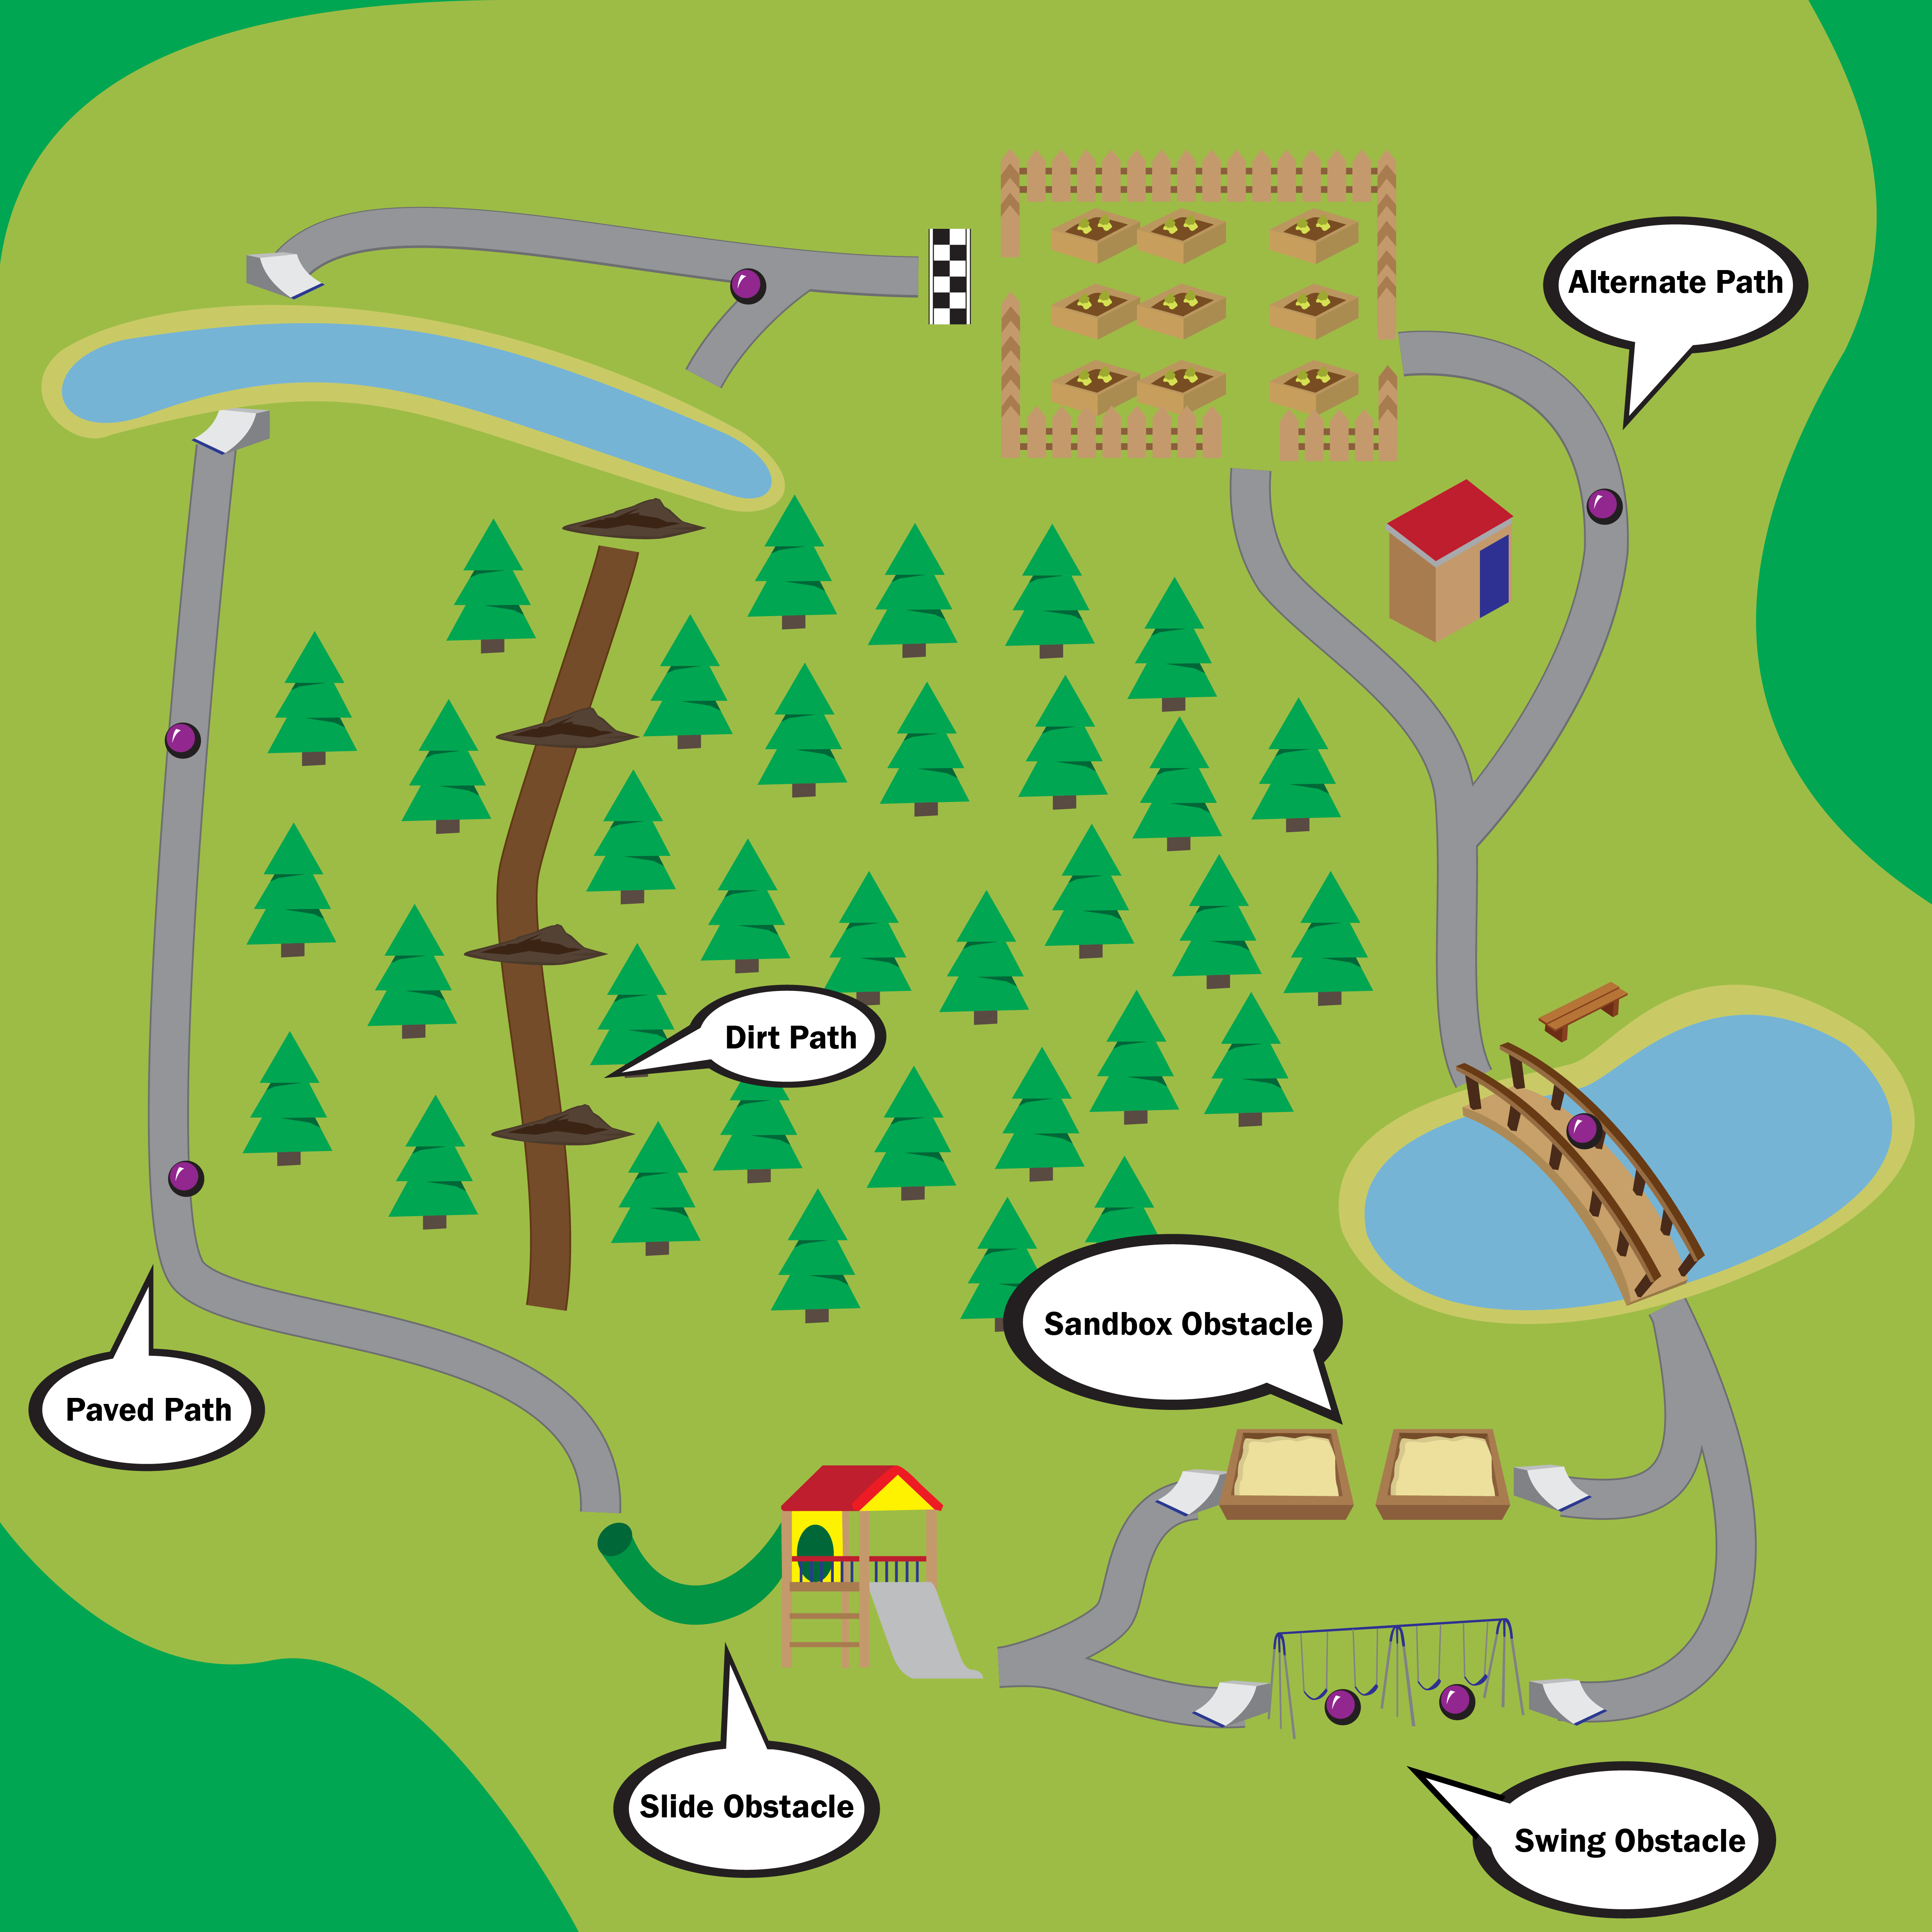 Alternate Path
Dirt Path
Sandbox Obstacle
Paved Path
Slide Obstacle
Swing Obstacle